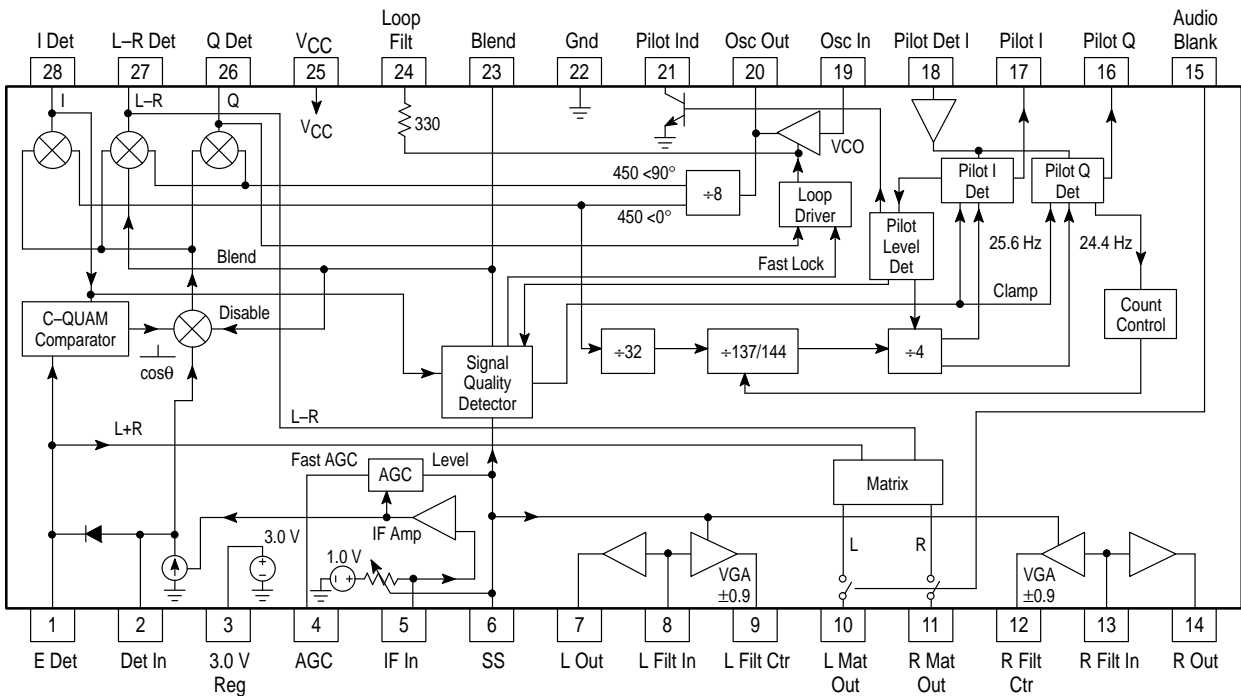 I Det
L–R Det
Q Det
VCC
Loop
Filt
Blend
Gnd
Pilot Ind
Osc Out
Osc In
Pilot Det I
Pilot I
Pilot Q
Audio
Blank
28
27
26
25
24
23
22
21
20
19
18
17
16
15
I
L–R
Q
VCC
330
VCO
450 <90°
÷8
450 <0°
Loop
Driver
Pilot I
Det
Pilot Q
Det
Pilot
Level
Det
25.6 Hz
24.4 Hz
Blend
Fast Lock
Clamp
Count
Control
C–QUAM
Comparator
Disable
cosθ
÷32
÷137/144
÷4
Signal
Quality
Detector
L–R
L+R
Fast AGC
AGC
Level
Matrix
IF Amp
3.0 V
1.0 V
L
R
VGA
±0.9
VGA
±0.9
1
2
3
4
5
6
7
8
9
10
11
12
13
14
E Det
Det In
3.0 V
Reg
AGC
IF In
SS
L Out
L Filt In
L Filt Ctr
L Mat
Out
R Mat
Out
R Filt
Ctr
R Filt In
R Out